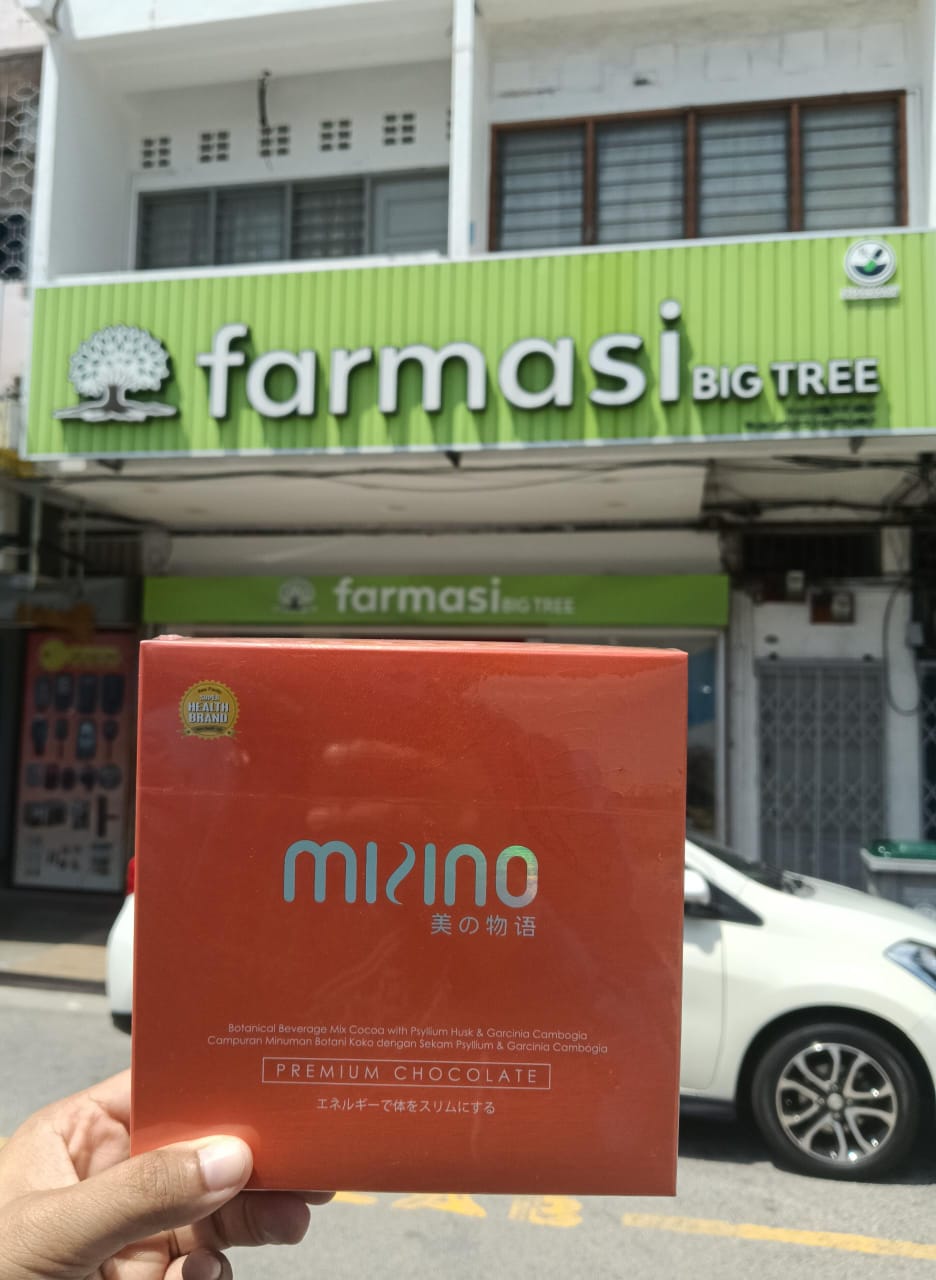 farmasi BIG TREE
farmasi BIG TREE
HEALTH
BRAND
mizino
美の物语
Botanical Beverage Mix Cocoa with Psyllium Husk & Garcinia Cambogia
Campuran Minuman Botani Koko dengan Sekam Psyllium & Garcinia Cambogia
PREMIUM CHOCOLATE
エネルギーで体をスリムにする